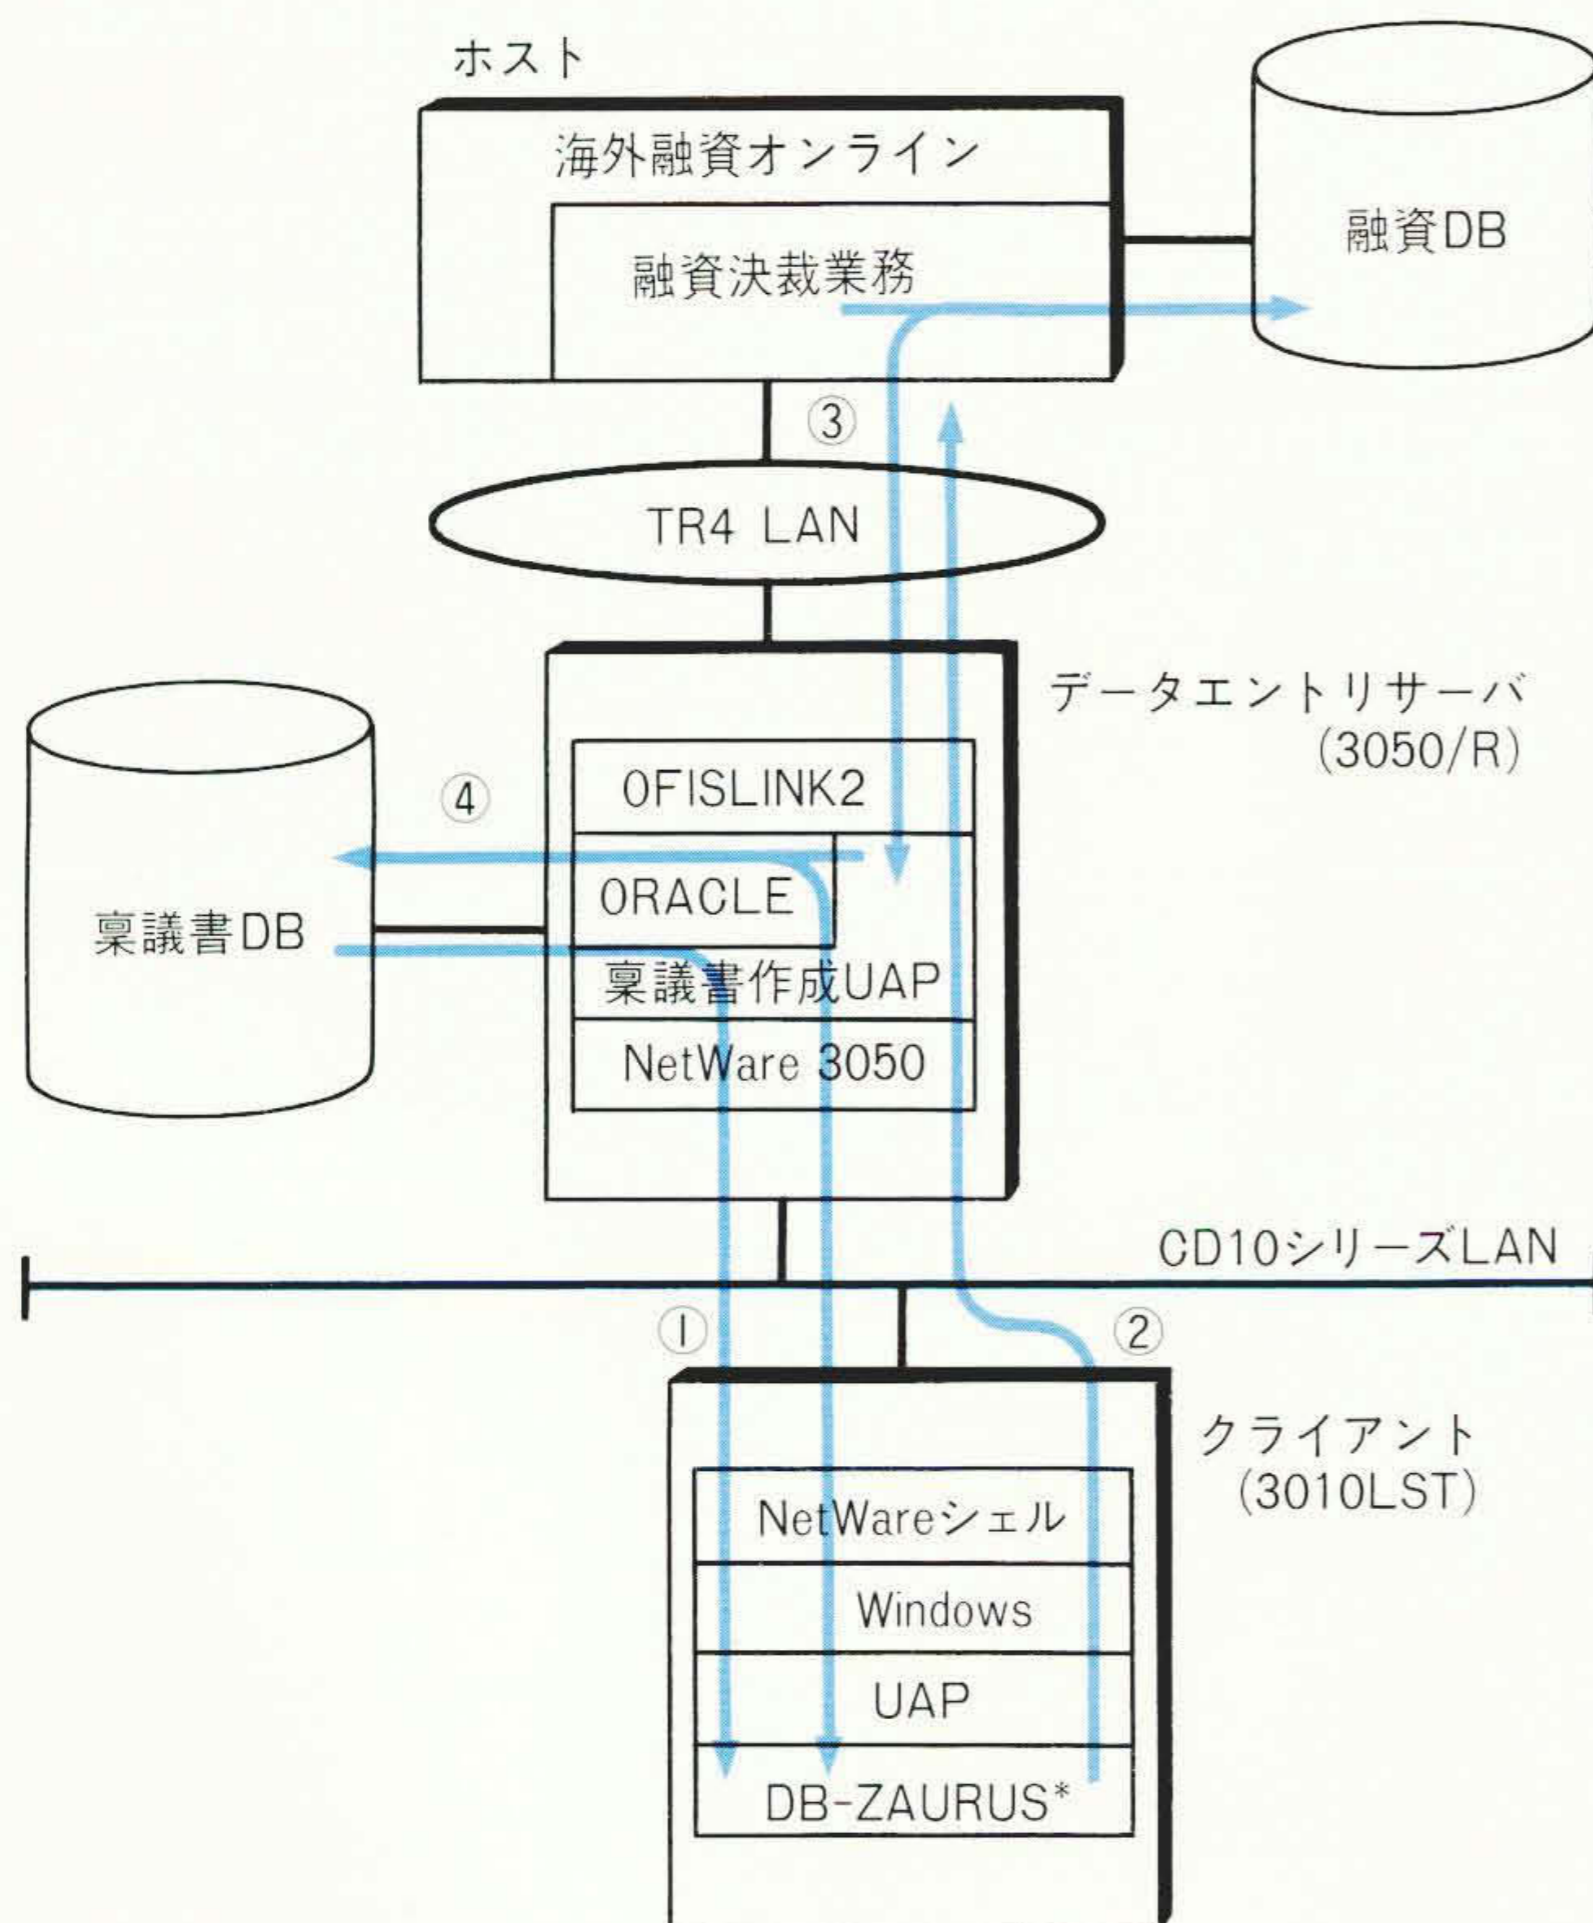 ホスト
海外融資オンライン
融資決裁業務
融資DB
③
TR4 LAN
データエントリサーバ
(3050/R)
OFISLINK2
④
ORACLE
稟議書DB
稟議書作成UAP
NetWare 3050
CD10シリーズLAN
①
②
クライアント
(3010LST)
NetWareシェル
Windows
UAP
DB-ZAURUS*